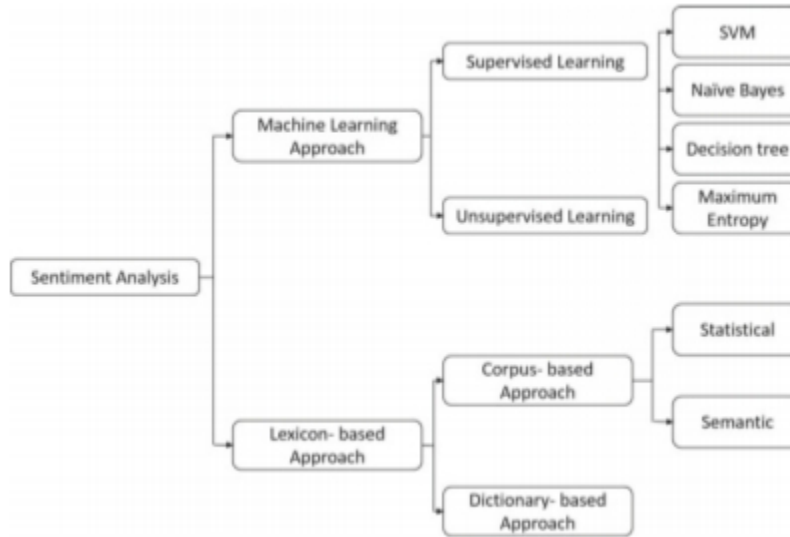 SVM
Supervised Learning
Naïve Bayes
Machine Learning
Approach
Decision tree
Unsupervised Learning
Maximum
Entropy
Sentiment Analysis
Statistical
Corpus- based
Approach
Lexicon- based
Approach
Semantic
Dictionary- based
Approach